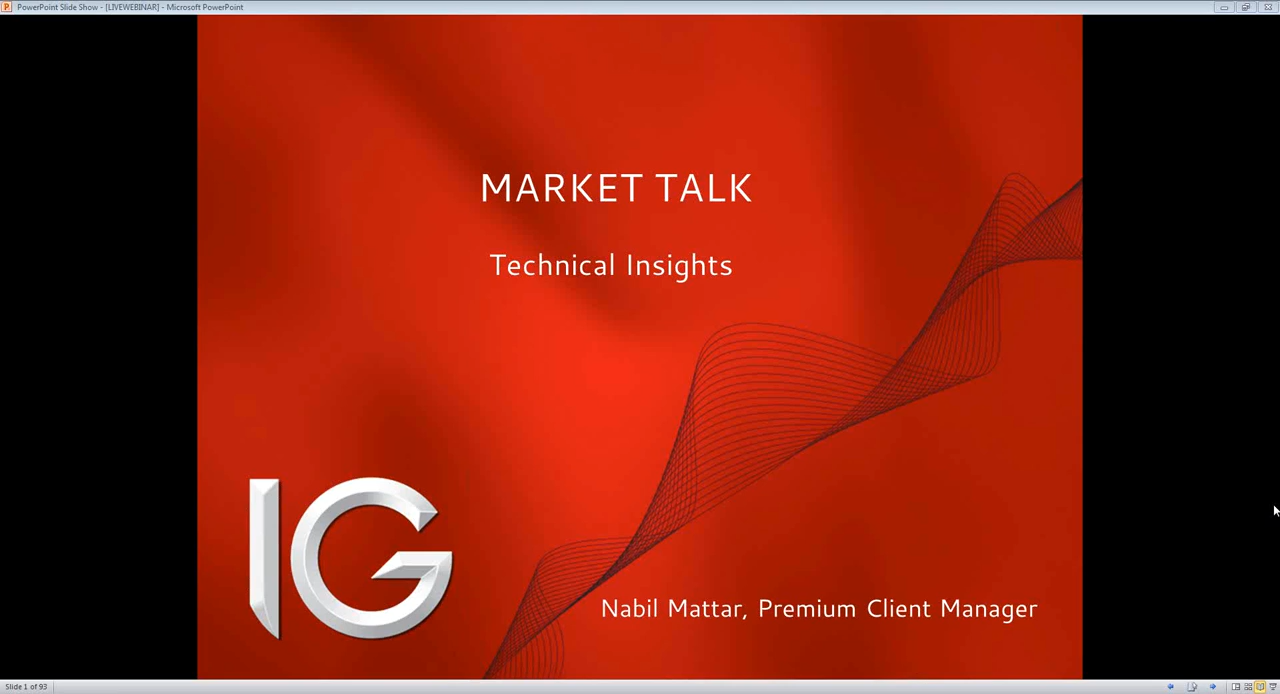 PowerPoint Slide Show - [LIVEWEBINAR] - Microsoft PowerPoint
MARKET TALK
Technical Insights
IG
Nabil Mattar, Premium Client Manager
Slide 1 of 93